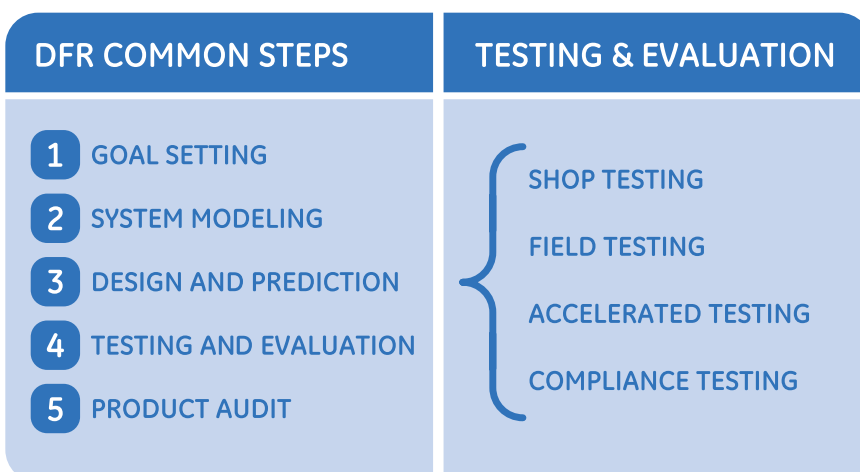 DFR COMMON STEPS
1 GOAL SETTING
2 SYSTEM MODELING
3 DESIGN AND PREDICTION
4 TESTING AND EVALUATION
5 PRODUCT AUDIT
TESTING & EVALUATION
SHOP TESTING
FIELD TESTING
ACCELERATED TESTING
COMPLIANCE TESTING